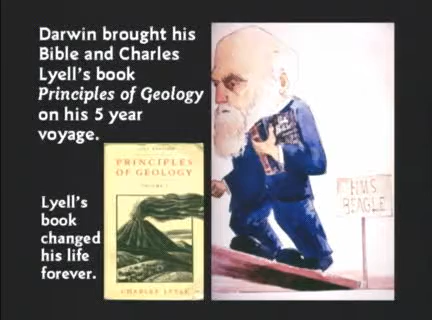 Darwin brought his
Bible and Charles
Lyell's book
Principles of Geology
on his 5 year
voyage.
PRINCIPLES
OF GEOLOGY
CHARLES LYELL
Lyell's
book
changed
his life
forever.
HMS
BEAGLE